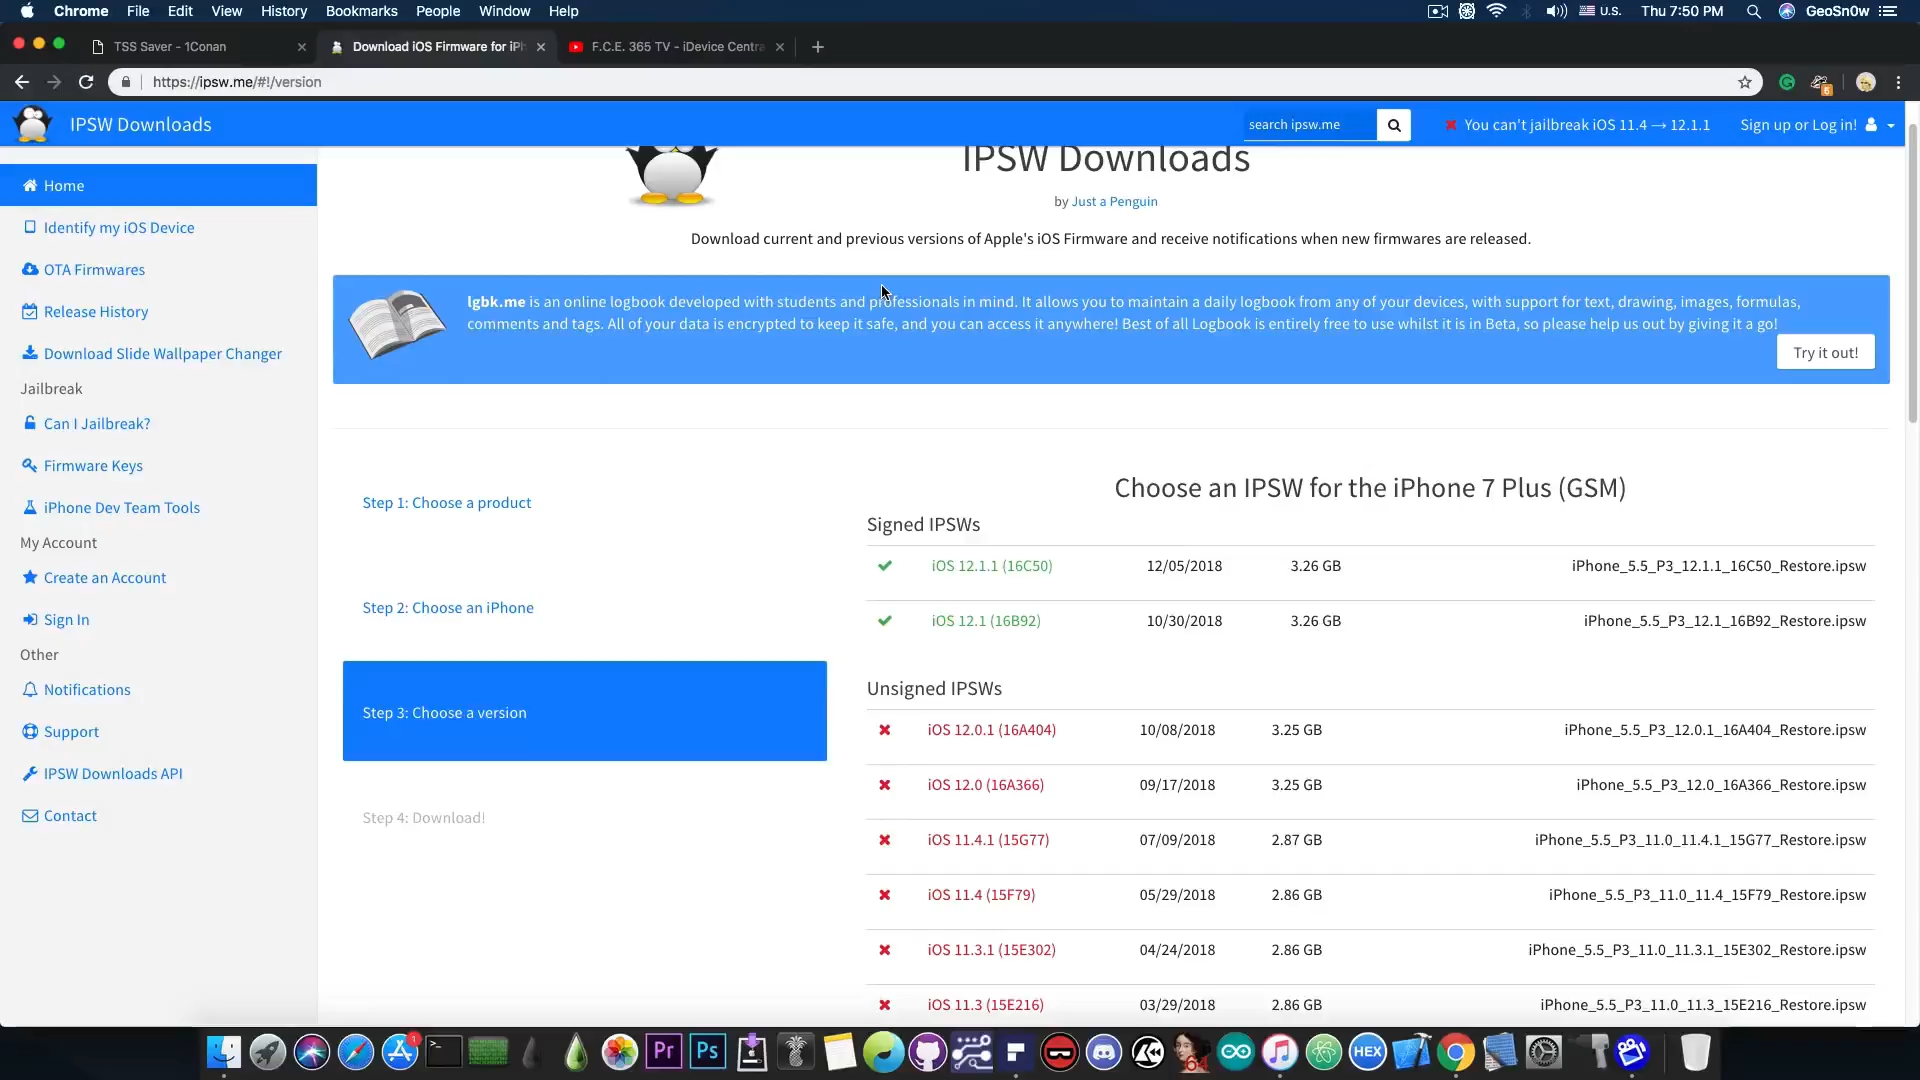 Chrome File Edit View History Bookmarks People Window Help
U.S. Thu 7:50 PM GeoSn0w
TSS Saver - 1Conan
Download iOS Firmware for iPh
F.C.E. 365 TV - iDevice Centra
https://ipsw.me/#!/version
6
IPSW Downloads
search ipsw.me
You can't jailbreak iOS 11.4 → 12.1.1
Sign up or Log in!
Home
Identify my iOS Device
OTA Firmwares
Release History
Download Slide Wallpaper Changer
Jailbreak
Can I Jailbreak?
Firmware Keys
iPhone Dev Team Tools
My Account
Create an Account
Sign In
Other
Notifications
Support
IPSW Downloads API
Contact
IPSW Downloads
by Just a Penguin
Download current and previous versions of Apple's iOS Firmware and receive notifications when new firmwares are released.
lgbk.me is an online logbook developed with students and professionals in mind. It allows you to maintain a daily logbook from any of your devices, with support for text, drawing, images, formulas,
comments and tags. All of your data is encrypted to keep it safe, and you can access it anywhere! Best of all Logbook is entirely free to use whilst it is in Beta, so please help us out by giving it a go!
Try it out!
Step 1: Choose a product
Step 2: Choose an iPhone
Step 3: Choose a version
Step 4: Download!
Choose an IPSW for the iPhone 7 Plus (GSM)
Signed IPSWs
iOS 12.1.1 (16C50) 12/05/2018 3.26 GB iPhone_5.5_P3_12.1.1_16C50_Restore.ipsw
iOS 12.1 (16B92) 10/30/2018 3.26 GB iPhone_5.5_P3_12.1_16B92_Restore.ipsw
Unsigned IPSWs
iOS 12.0.1 (16A404) 10/08/2018 3.25 GB iPhone_5.5_P3_12.0.1_16A404_Restore.ipsw
iOS 12.0 (16A366) 09/17/2018 3.25 GB iPhone_5.5_P3_12.0_16A366_Restore.ipsw
iOS 11.4.1 (15G77) 07/09/2018 2.87 GB iPhone_5.5_P3_11.0_11.4.1_15G77_Restore.ipsw
iOS 11.4 (15F79) 05/29/2018 2.86 GB iPhone_5.5_P3_11.0_11.4_15F79_Restore.ipsw
iOS 11.3.1 (15E302) 04/24/2018 2.86 GB iPhone_5.5_P3_11.0_11.3.1_15E302_Restore.ipsw
iOS 11.3 (15E216) 03/29/2018 2.86 GB iPhone_5.5_P3_11.0_11.3_15E216_Restore.ipsw
1 Pr Ps 64 HEX